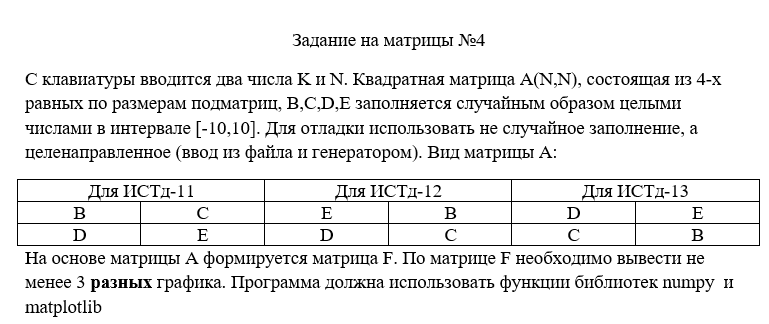 Задание на матрицы №4
С клавиатуры вводится два числа K и N. Квадратная матрица A(N,N), состоящая из 4-х
равных по размерам подматриц, B,C,D,E заполняется случайным образом целыми
числами в интервале [-10,10]. Для отладки использовать не случайное заполнение, а
целенаправленное (ввод из файла и генератором). Вид матрицы А:
Для ИСТд-11 Для ИСТд-12 Для ИСТд-13
B C E B D E
D E D C C B
На основе матрицы А формируется матрица F. По матрице F необходимо вывести не
менее 3 разных графика. Программа должна использовать функции библиотек numpy и
matplotlib